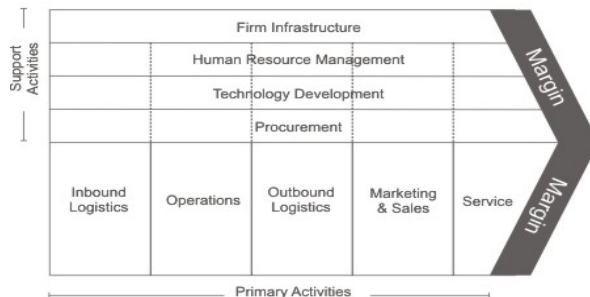 Support
Activities
Firm Infrastructure
Human Resource Management
Technology Development
Procurement
Inbound
Logistics
Operations
Outbound
Logistics
Marketing
& Sales
Service
Margin
Margin
Primary Activities